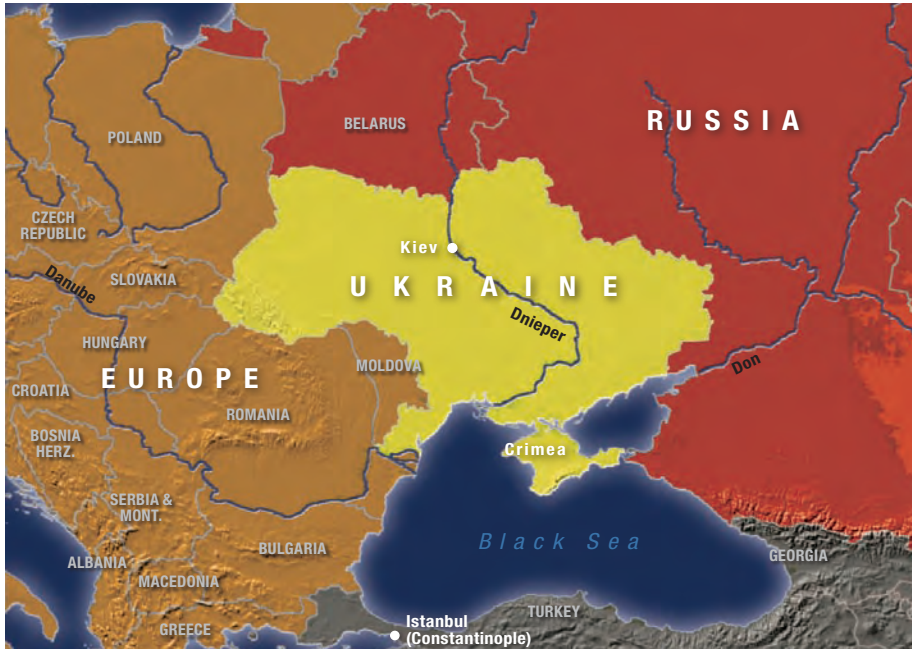 RUSSIA
BELARUS
POLAND
CZECH
REPUBLIC
Kiev
SLOVAKIA
Danube
UKRAINE
Dnieper
HUNGARY
MOLDOVA
Don
EUROPE
CROATIA
ROMANIA
BOSNIA
HERZ.
Crimea
SERBIA &
MONT.
Black Sea
BULGARIA
GEORGIA
ALBANIA
MACEDONIA
TURKEY
Istanbul
(Constantinople)
GREECE